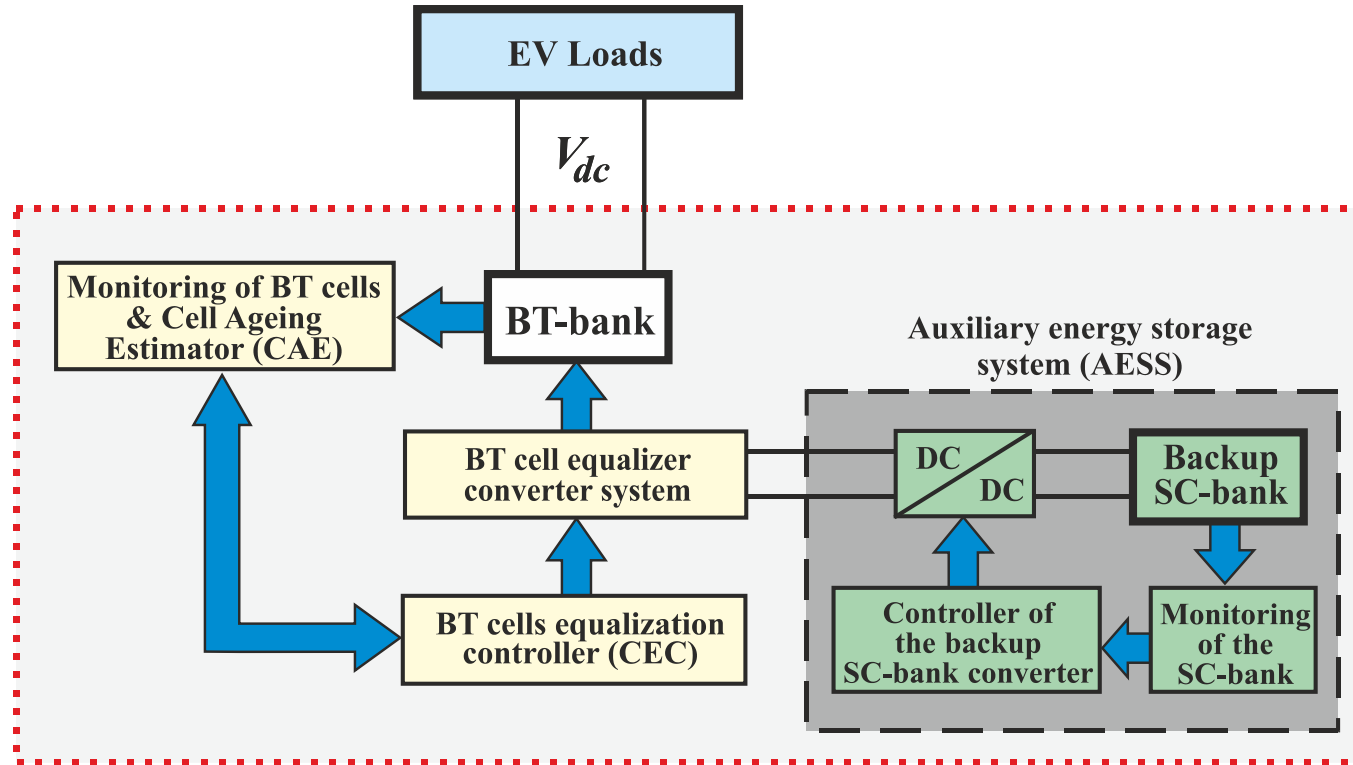 EV Loads
Vdc
Monitoring of BT cells
& Cell Ageing
Estimator (CAE)
BT-bank
Auxiliary energy storage
system (AESS)
BT cell equalizer
converter system
DC
DC
Backup
SC-bank
BT cells equalization
controller (CEC)
Controller of
the backup
SC-bank converter
Monitoring
of the
SC-bank